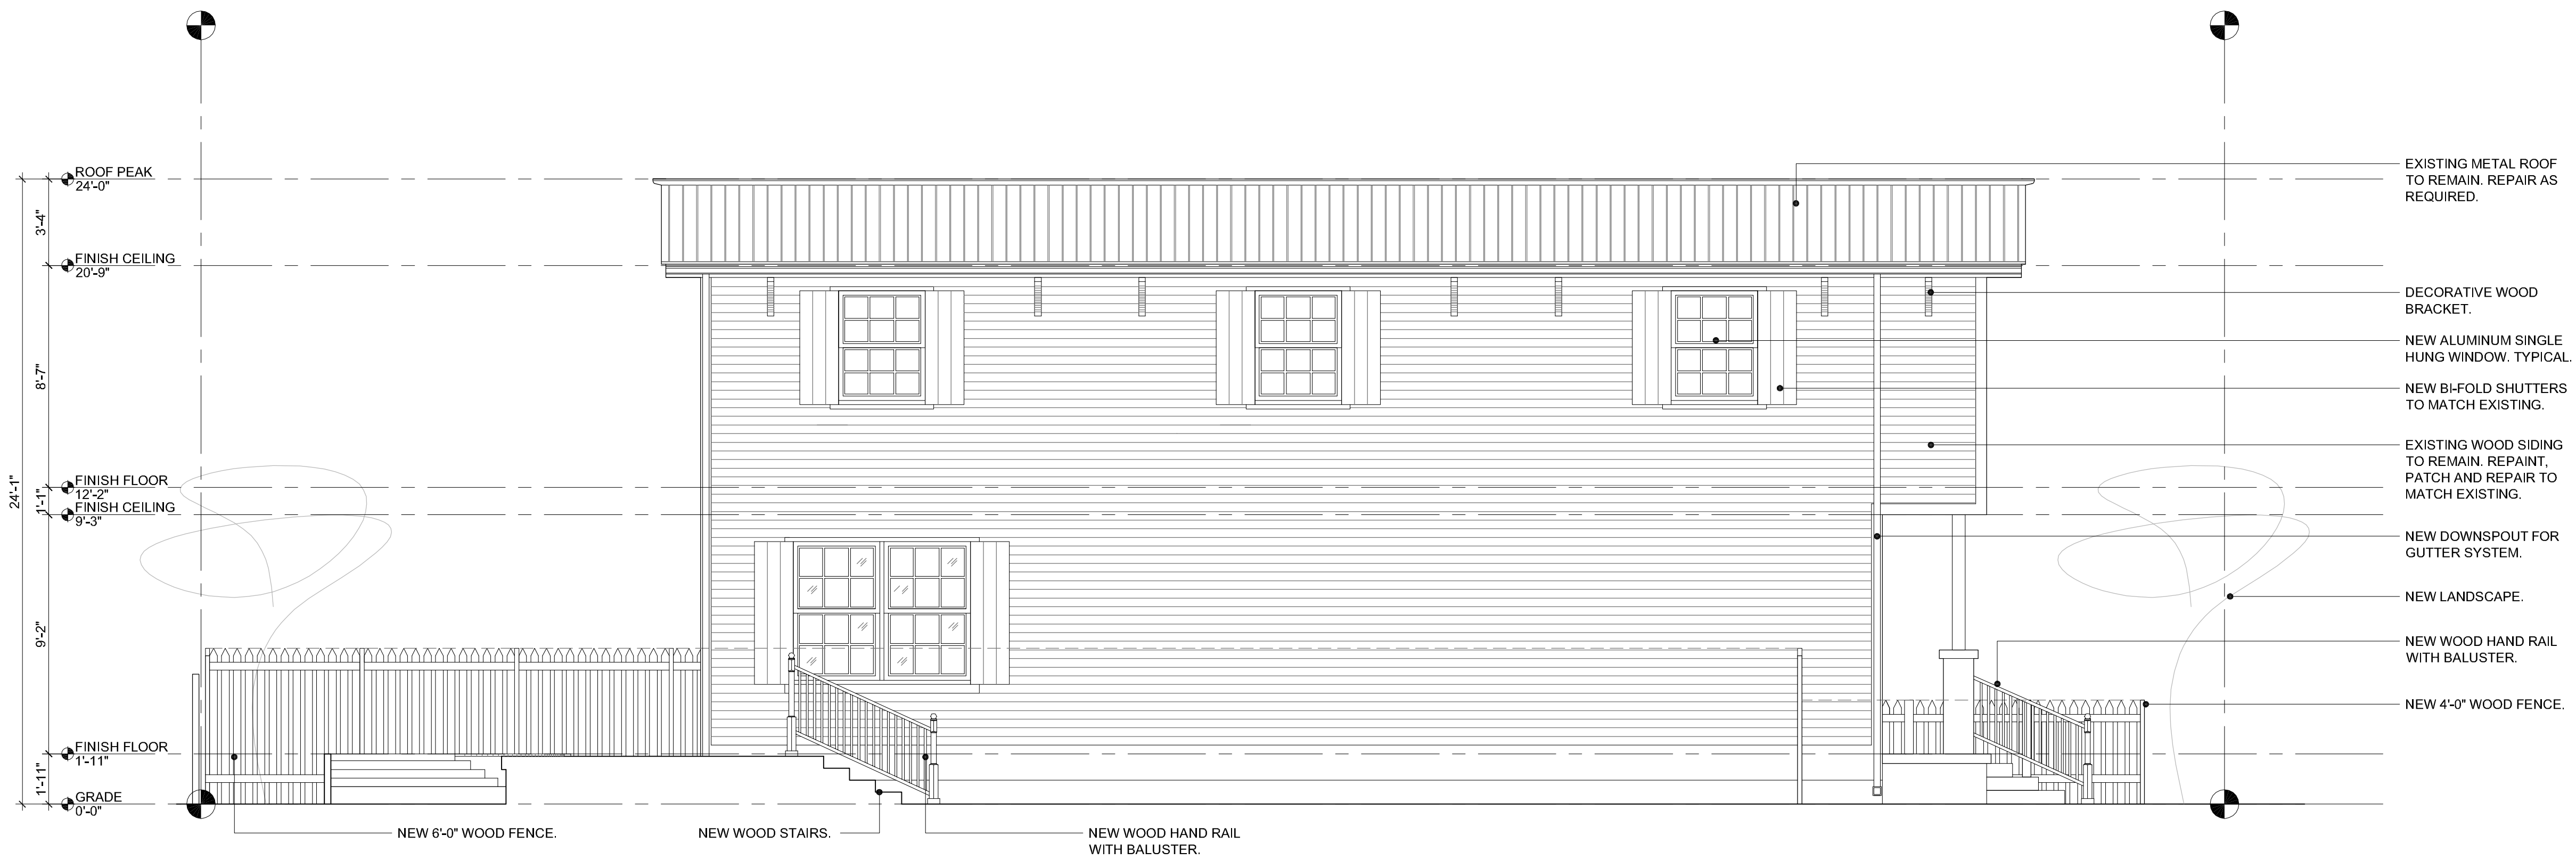 ROOF PEAK
24'-0"
3'-4"
FINISH CEILING
20'-9"
8'-7"
24'-1"
FINISH FLOOR
12'-2"
1'-1"
FINISH CEILING
9'-3"
9'-2"
FINISH FLOOR
1'-11"
1'-11"
GRADE
0'-0"
NEW 6'-0" WOOD FENCE.
NEW WOOD STAIRS.
NEW WOOD HAND RAIL
WITH BALUSTER.
EXISTING METAL ROOF
TO REMAIN. REPAIR AS
REQUIRED.
DECORATIVE WOOD
BRACKET.
NEW ALUMINUM SINGLE
HUNG WINDOW. TYPICAL.
NEW BI-FOLD SHUTTERS
TO MATCH EXISTING.
EXISTING WOOD SIDING
TO REMAIN. REPAINT,
PATCH AND REPAIR TO
MATCH EXISTING.
NEW DOWNSPOUT FOR
GUTTER SYSTEM.
NEW LANDSCAPE.
NEW WOOD HAND RAIL
WITH BALUSTER.
NEW 4'-0" WOOD FENCE.